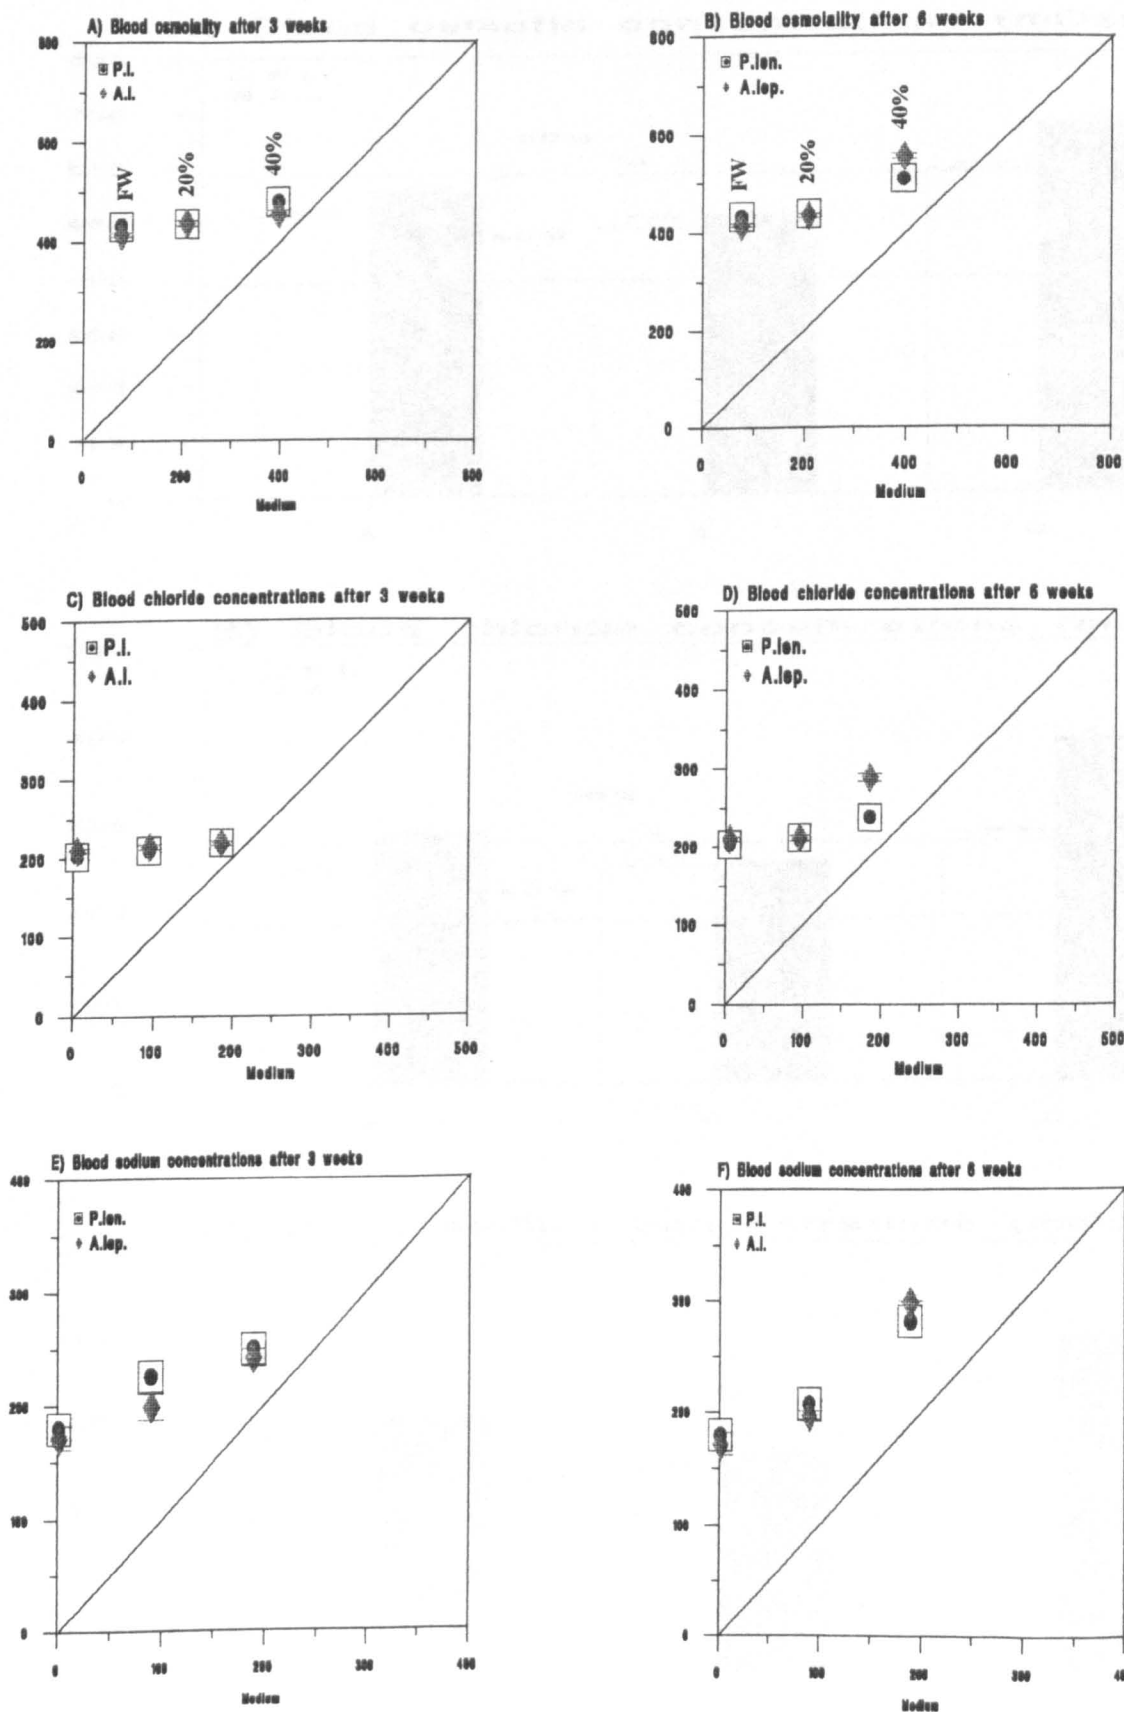 A) Blood osmolality after 3 weeks
800
P.l.
A.l.
600
FW
20%
40%
400
200
0
0 200 400 600 800
Medium
B) Blood osmolality after 6 weeks
800
P.len.
A.lep.
600
FW
20%
40%
400
200
0
0 200 400 600 800
Medium
C) Blood chloride concentrations after 3 weeks
500
P.l.
A.l.
400
300
200
100
0
0 100 200 300 400 500
Medium
D) Blood chloride concentrations after 6 weeks
500
P.len.
A.lep.
400
300
200
100
0
0 100 200 300 400 500
Medium
E) Blood sodium concentrations after 3 weeks
400
P.len.
A.lep.
300
200
100
0
0 100 200 300 400
Medium
F) Blood sodium concentrations after 6 weeks
400
P.l.
A.l.
300
200
100
0
0 100 200 300
Medium